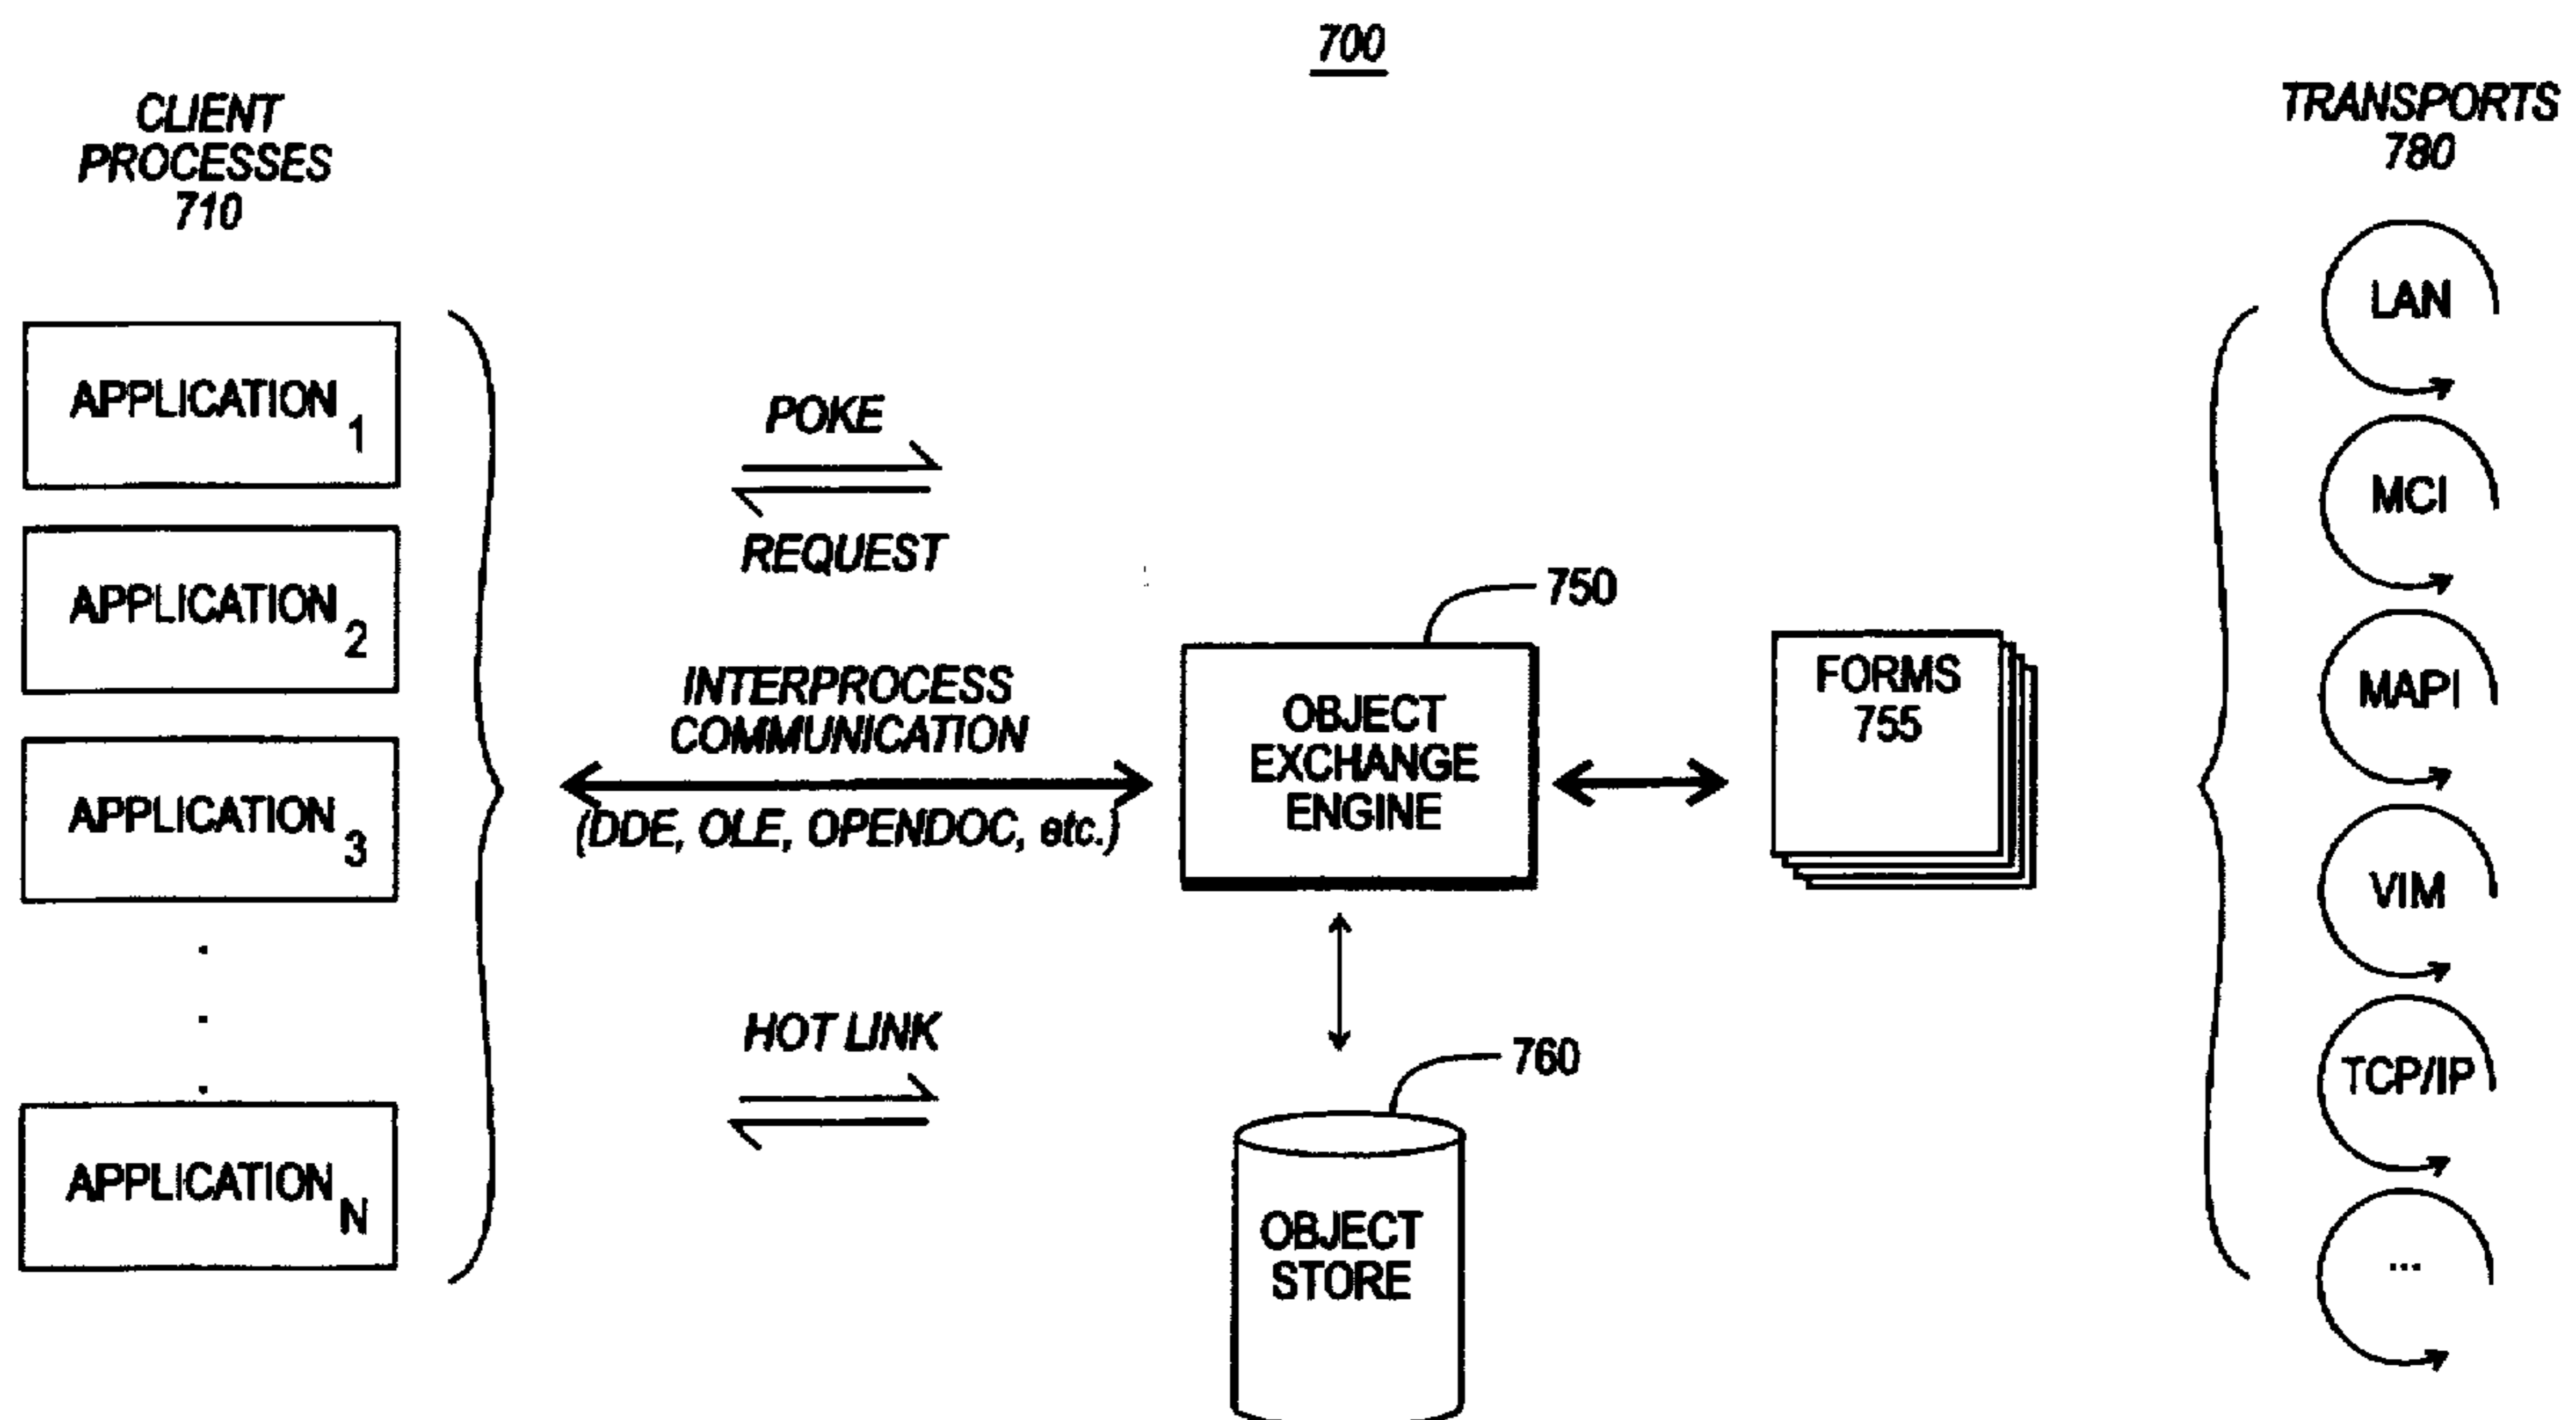 700
CLIENT
PROCESSES
710
APPLICATION 1
APPLICATION 2
APPLICATION 3
.
.
.
APPLICATION N
POKE
REQUEST
INTERPROCESS
COMMUNICATION
(DDE, OLE, OPENDOC, etc.)
HOT LINK
750
OBJECT
EXCHANGE
ENGINE
760
OBJECT
STORE
FORMS
755
TRANSPORTS
780
LAN
MCI
MAPI
VIM
TCP/IP
...